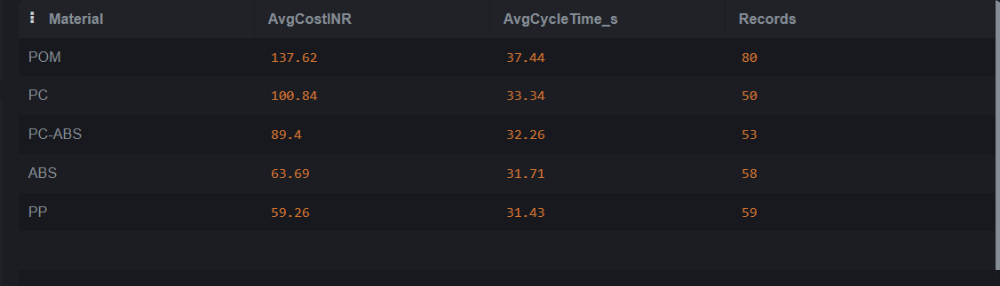 Material AvgCostINR AvgCycleTime_s Records
POM 137.62 37.44 80
PC 100.84 33.34 50
PC-ABS 89.4 32.26 53
ABS 63.69 31.71 58
PP 59.26 31.43 59